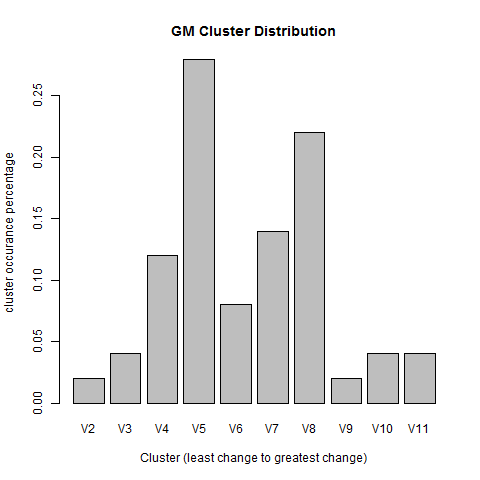 GM Cluster Distribution
cluster occurance percentage
0.25
0.20
0.15
0.10
0.05
0.00
V2 V3 V4 V5 V6 V7 V8 V9 V10 V11
Cluster (least change to greatest change)